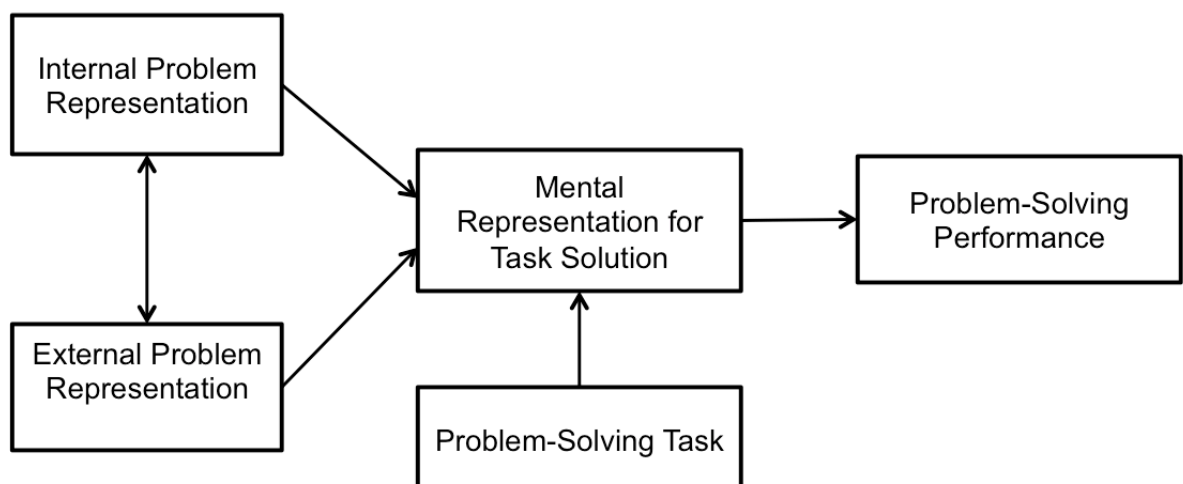 Internal Problem
Representation
Mental
Representation for
Task Solution
Problem-Solving
Performance
External Problem
Representation
Problem-Solving Task